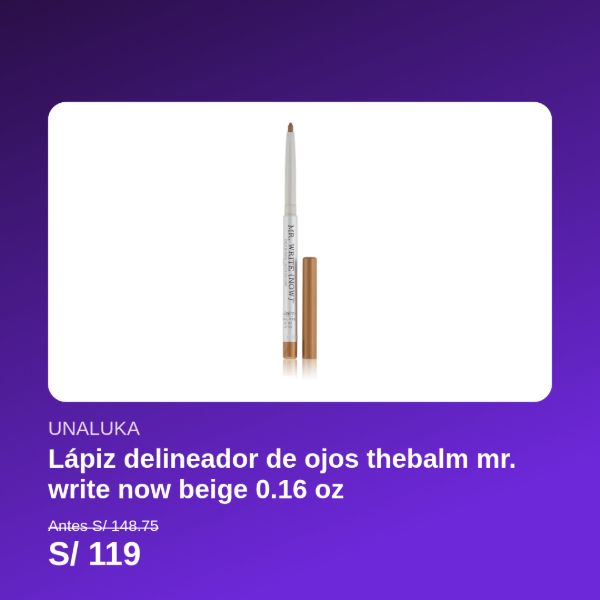 MR. WRITE (NOW)
UNALUKA
Lápiz delineador de ojos thebalm mr.
write now beige 0.16 oz
Antes S/ 148.75
S/ 119